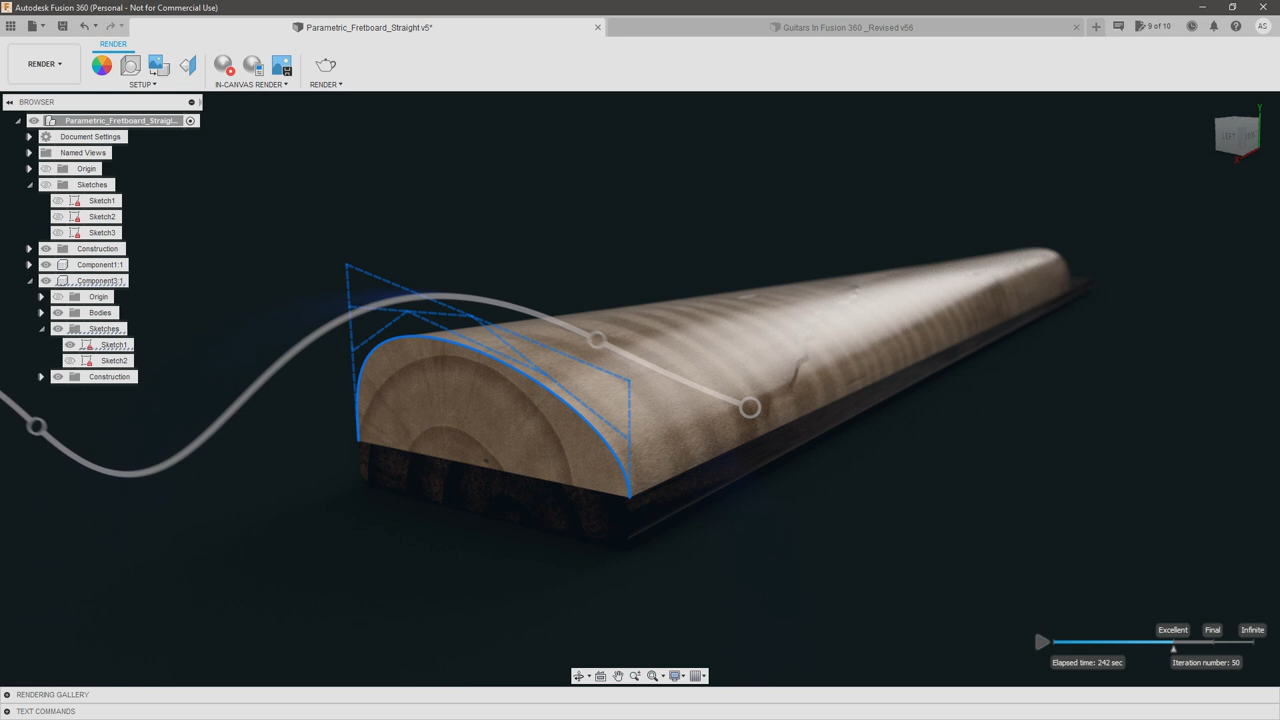 Autodesk Fusion 360 (Personal - Not for Commercial Use)
Parametric_Fretboard_Straight v5*
Guitars In Fusion 360 _Revised v56
9 of 10
AS
RENDER
RENDER
SETUP
IN-CANVAS RENDER
RENDER
BROWSER
Parametric_Fretboard_Straigl...
Document Settings
Named Views
Origin
Sketches
Sketch1
Sketch2
Sketch3
Construction
Component1:1
Component3:1
Origin
Bodies
Sketches
Sketch1
Sketch2
Construction
Y
LEFT
X
Excellent
Final
Infinite
Elapsed time: 242 sec
Iteration number: 50
RENDERING GALLERY
TEXT COMMANDS